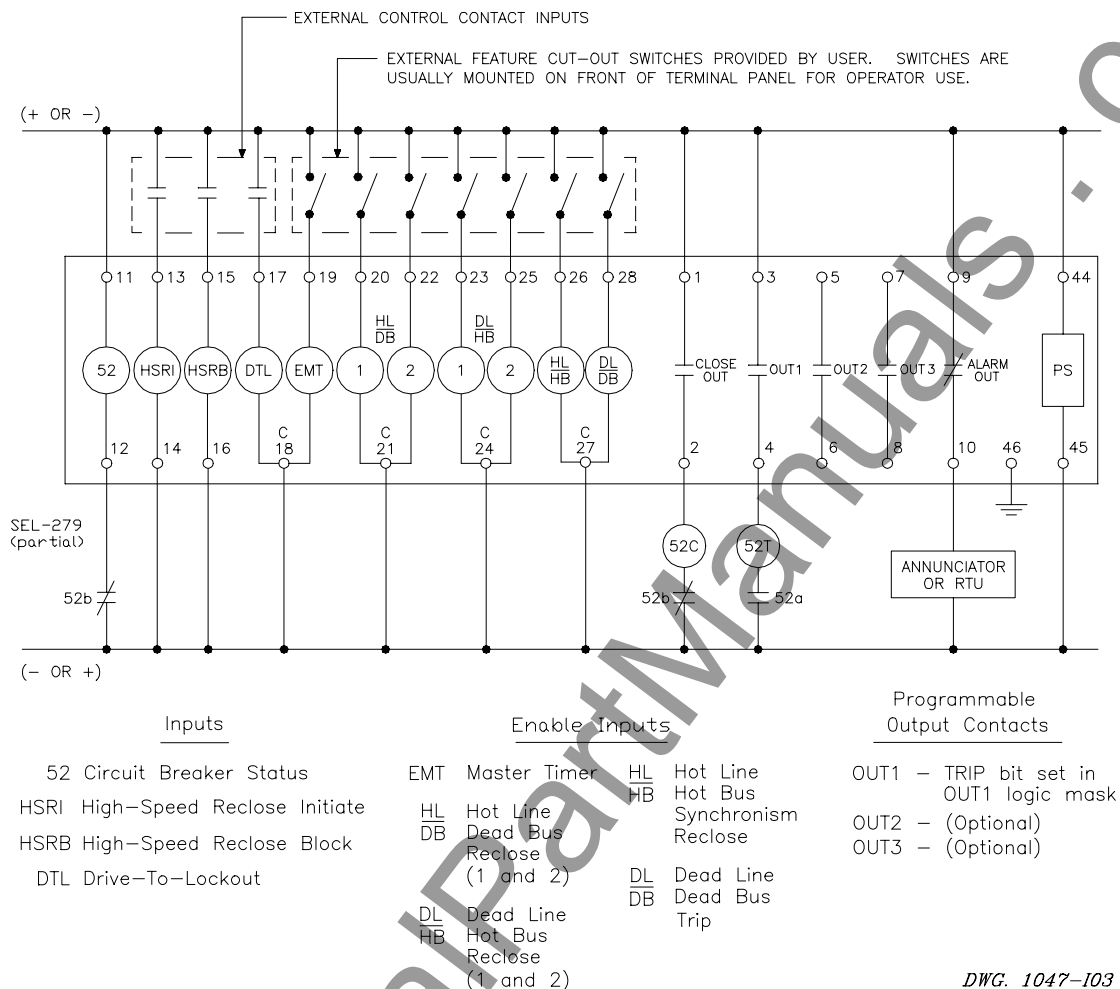 EXTERNAL CONTROL CONTACT INPUTS
EXTERNAL FEATURE CUT-OUT SWITCHES PROVIDED BY USER. SWITCHES ARE
USUALLY MOUNTED ON FRONT OF TERMINAL PANEL FOR OPERATOR USE.
(+ OR -)
11 13 15 17 19 20 22 23 25 26 28 1 3 5 7 9 44
HL DL
DB HB
52 HSRI HSRB DTL EMT 1 2 1 2 HL DL CLOSE OUT1 OUT2 OUT3 ALARM PS
HB DB OUT OUT
C C C C
12 14 16 18 21 24 27 2 4 6 8 10 46 45
SEL-279
(partial)
52C 52T
ANNUNCIATOR
OR RTU
52b 52b 52a
(- OR +)
Inputs
52 Circuit Breaker Status
HSRI High-Speed Reclose Initiate
HSRB High-Speed Reclose Block
DTL Drive-To-Lockout
Enable Inputs
EMT Master Timer
HL Hot Line
DB Dead Bus
Reclose
(1 and 2)
DL Dead Line
HB Hot Bus
Reclose
(1 and 2)
HL Hot Line
HB Hot Bus
Synchronism
Reclose
DL Dead Line
DB Dead Bus
Trip
Programmable
Output Contacts
OUT1 - TRIP bit set in
OUT1 logic mask
OUT2 - (Optional)
OUT3 - (Optional)
DWG. 1047-I03